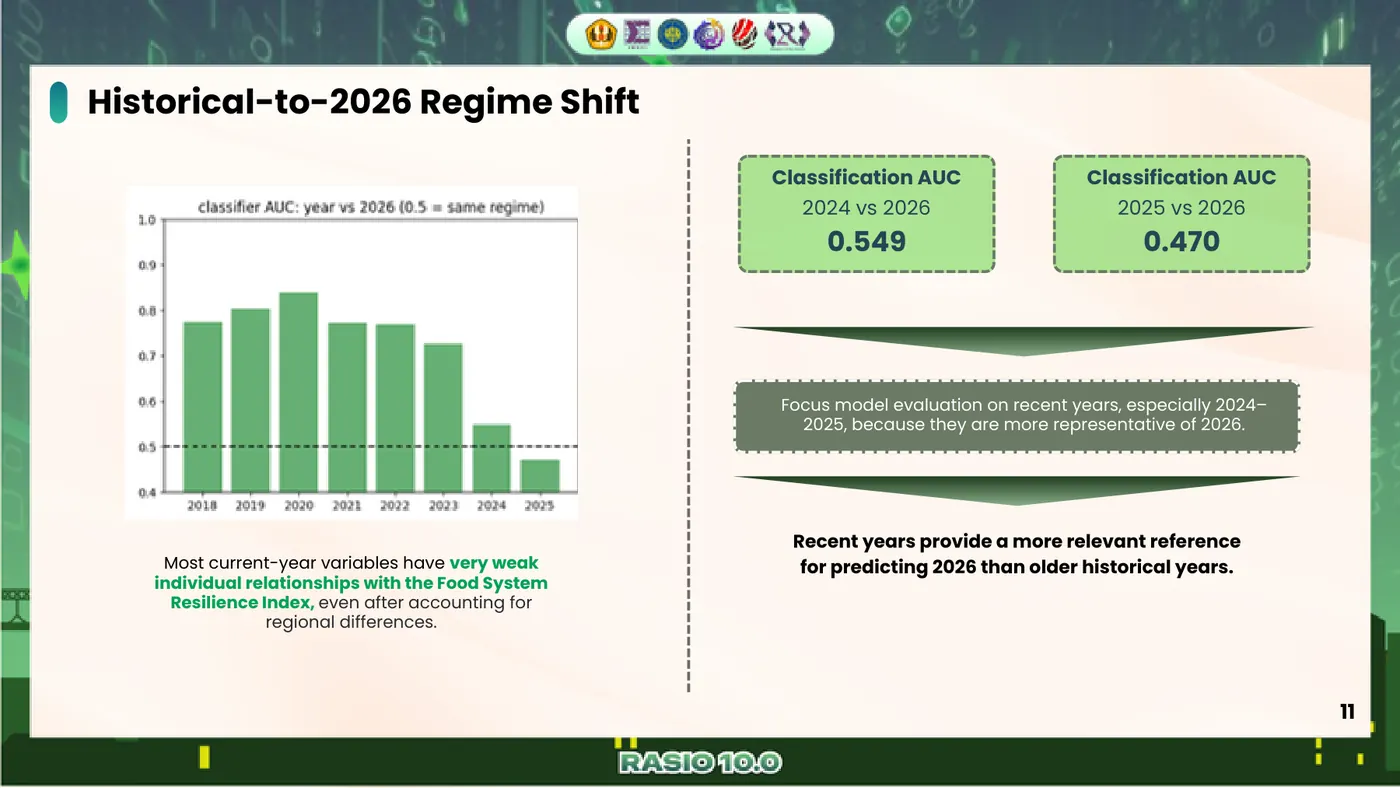 Historical-to-2026 Regime Shift
classifier AUC: year vs 2026 (0.5 = same regime)
1.0
0.9
0.8
0.7
0.6
0.5
0.4
2018 2019 2020 2021 2022 2023 2024 2025
Most current-year variables have very weak
individual relationships with the Food System
Resilience Index, even after accounting for
regional differences.
Classification AUC
2024 vs 2026
0.549
Classification AUC
2025 vs 2026
0.470
Focus model evaluation on recent years, especially 2024–
2025, because they are more representative of 2026.
Recent years provide a more relevant reference
for predicting 2026 than older historical years.
11
RASIO 10.0